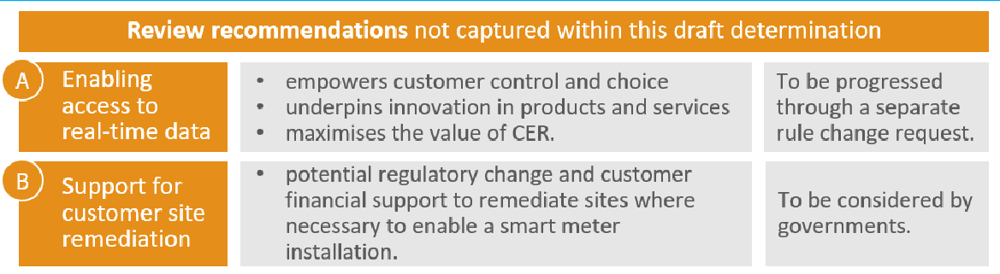 Review recommendations not captured within this draft determination
A
Enabling
access to
real-time data
• empowers customer control and choice
• underpins innovation in products and services
• maximises the value of CER.
To be progressed
through a separate
rule change request.
B
Support for
customer site
remediation
• potential regulatory change and customer
financial support to remediate sites where
necessary to enable a smart meter
installation.
To be considered by
governments.